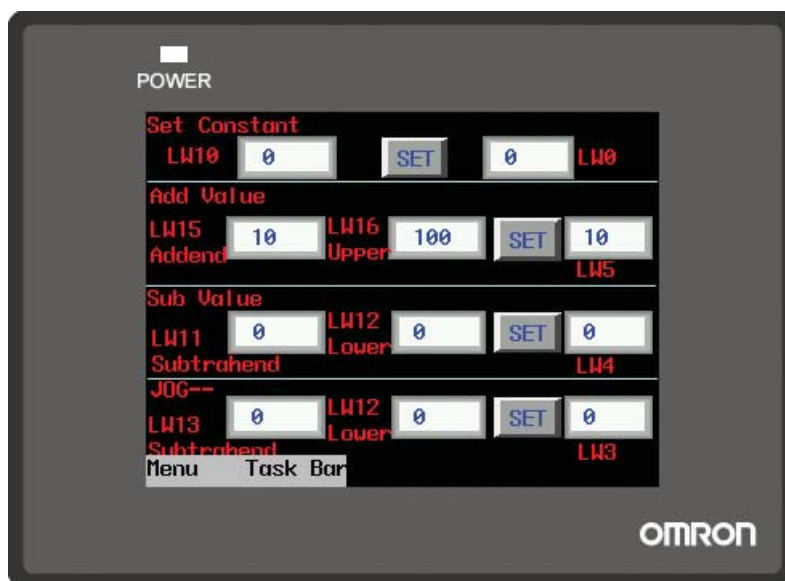 POWER
Set Constant
LW10 0 SET 0 LW0
Add Value
LW15 Addend 10 LW16 Upper 100 SET 10
LW5
Sub Value
LW11 0 LW12 Lower 0 SET 0
Subtrahend LW4
JOG--
LW13 0 LW12 Lower 0 SET 0
Subtrahend LW3
Menu Task Bar
OMRON